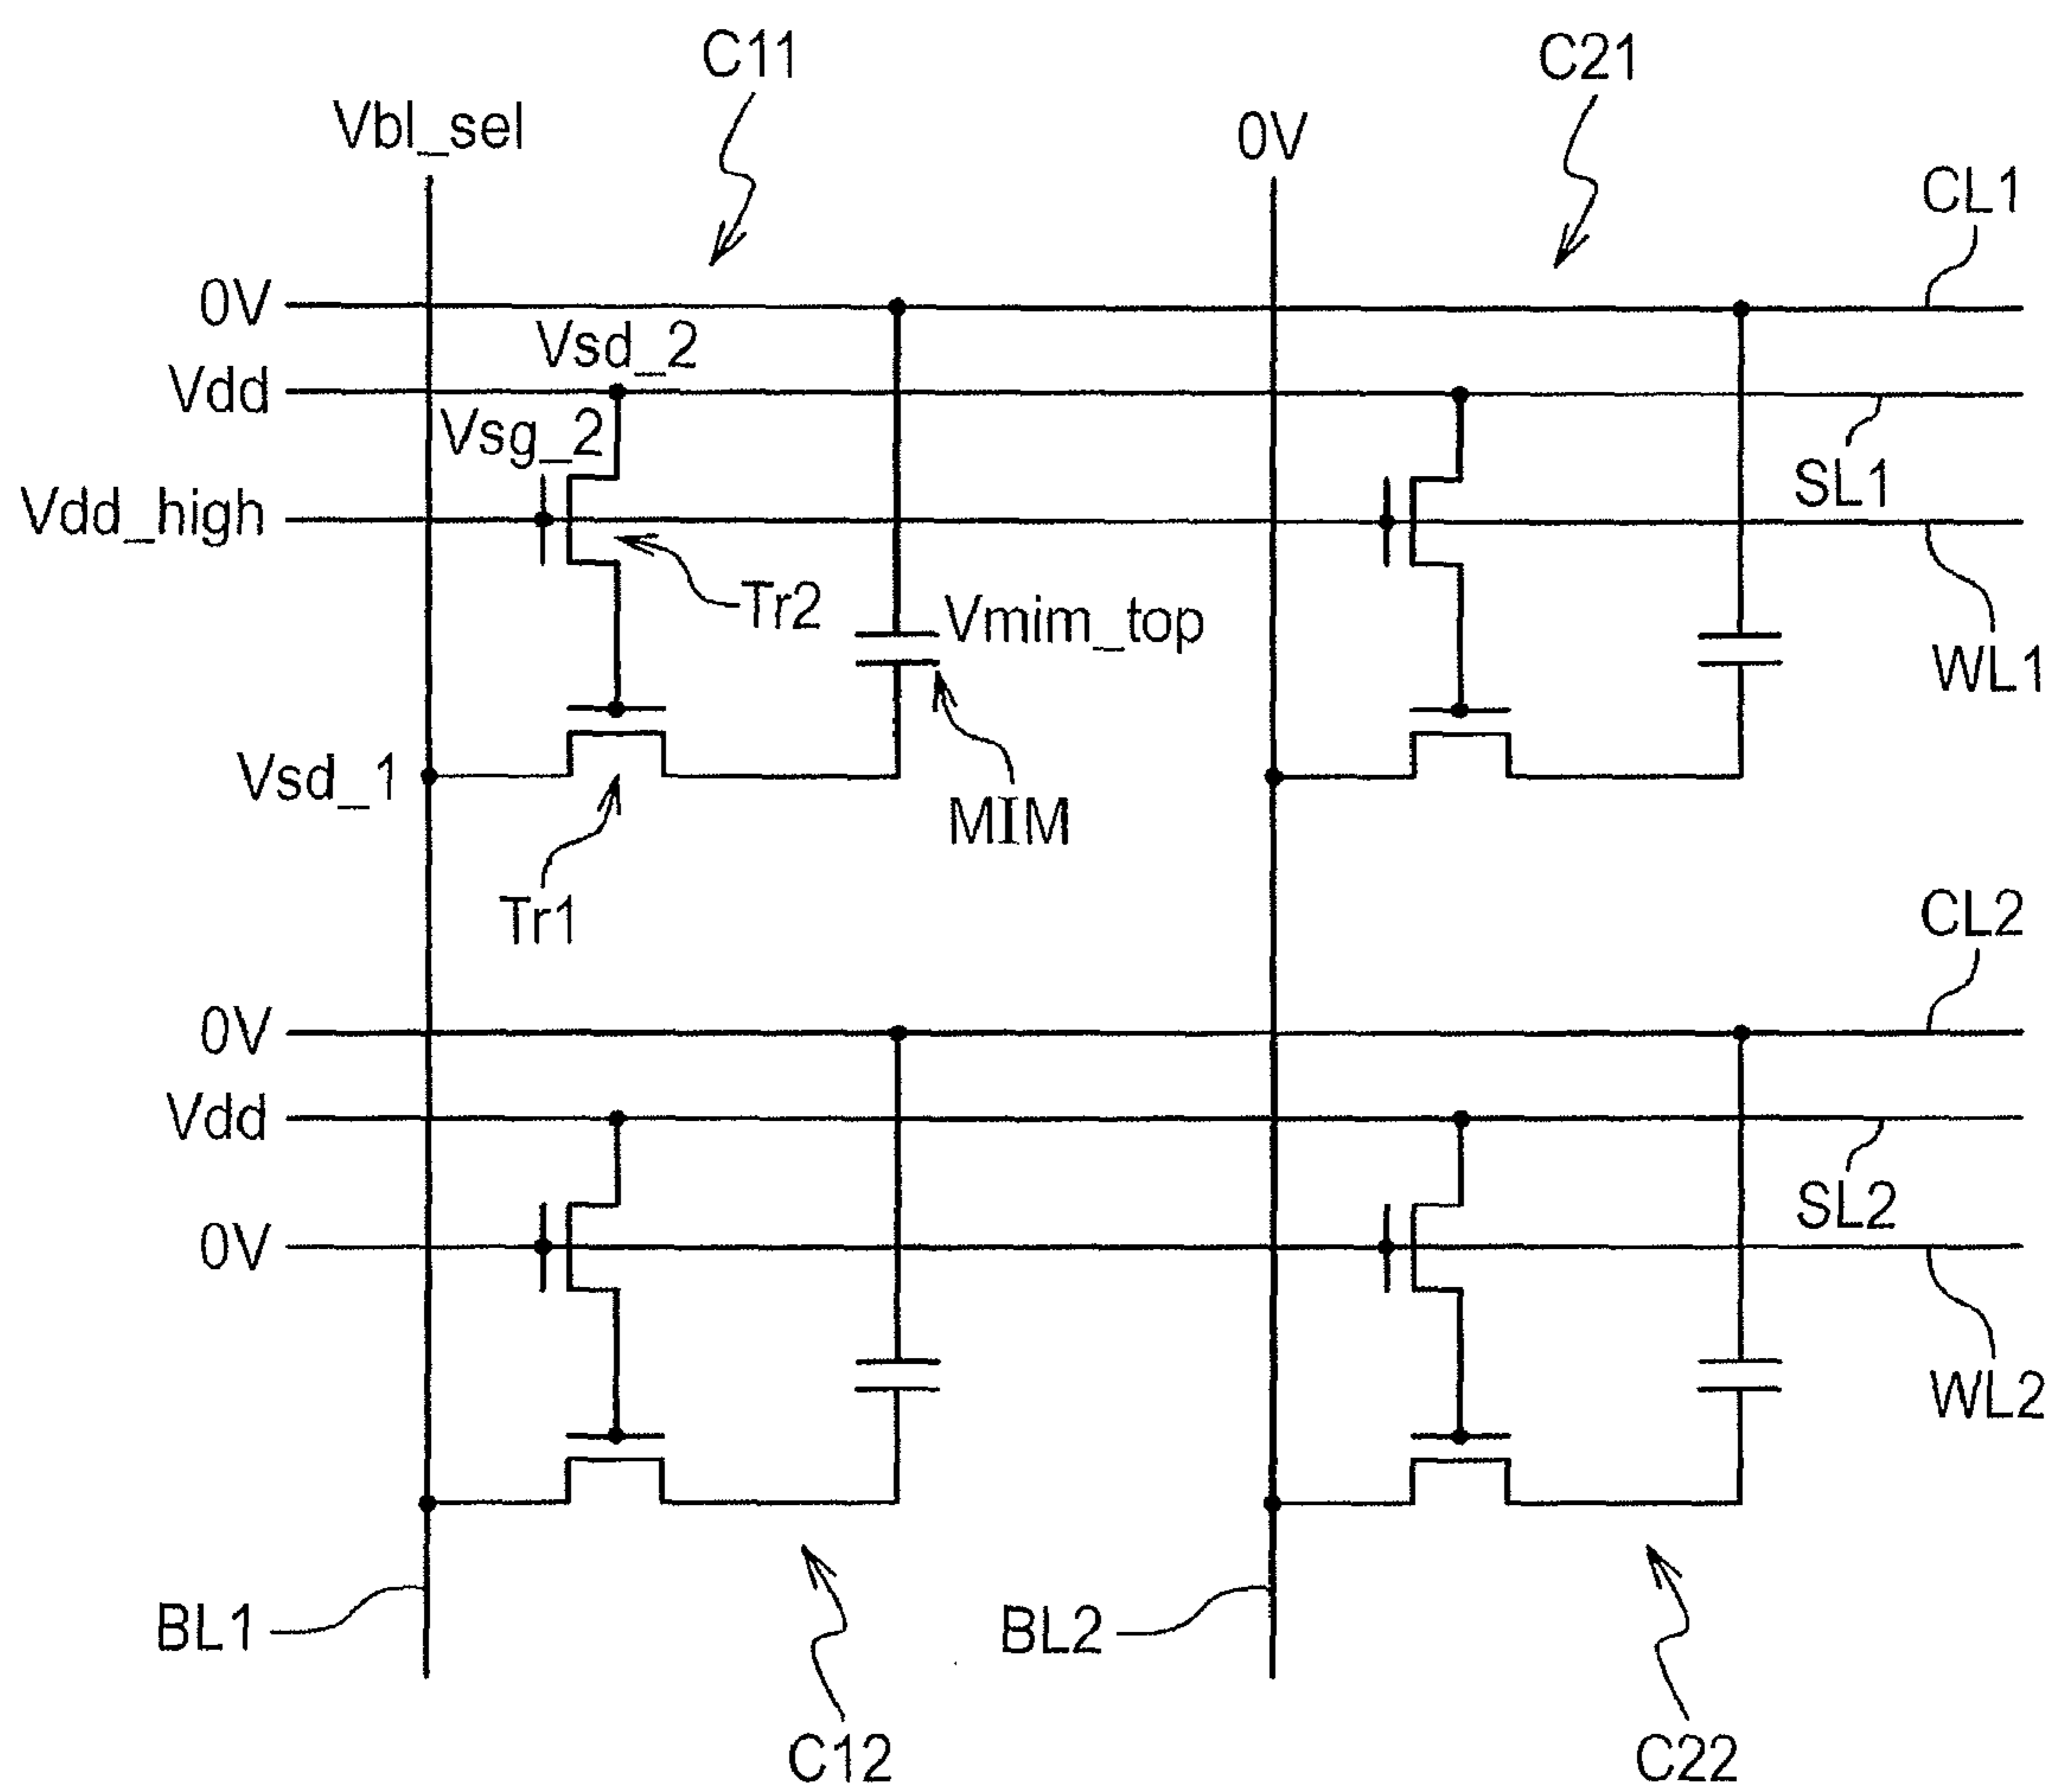 C11
C21
Vbl_sel
0V
CL1
0V
Vsd_2
Vdd
Vsg_2
SL1
Vdd_high
Tr2
Vmim_top
WL1
Vsd_1
MIM
Tr1
CL2
0V
Vdd
SL2
0V
WL2
BL1
BL2
C12
C22